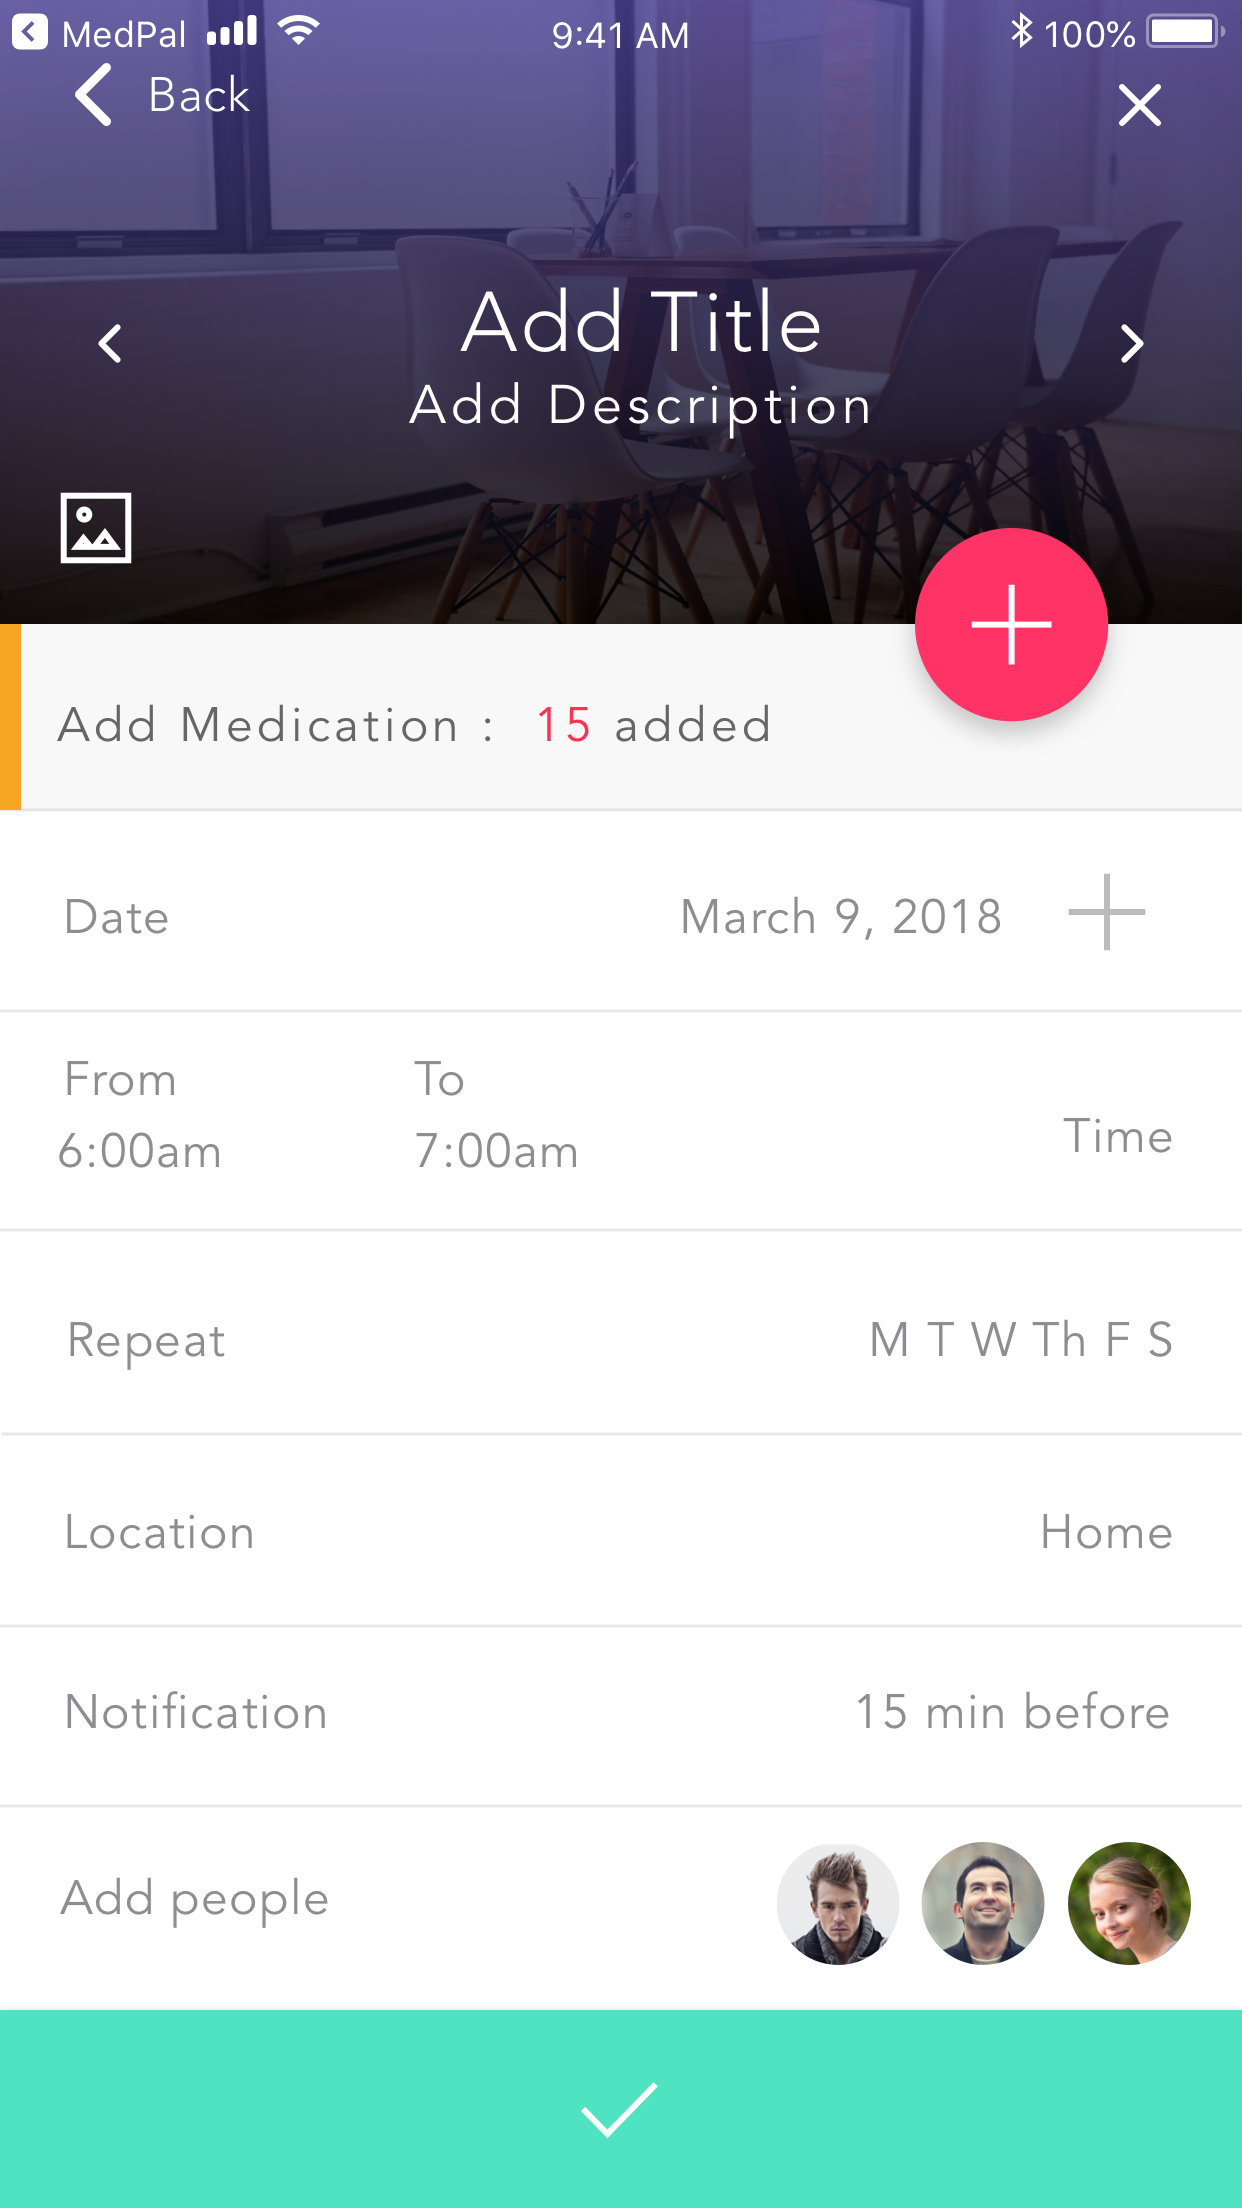 MedPal 9:41 AM 100%
Back
Add Title
Add Description
Add Medication : 15 added
Date March 9, 2018
From To
6:00am 7:00am Time
Repeat M T W Th F S
Location Home
Notification 15 min before
Add people